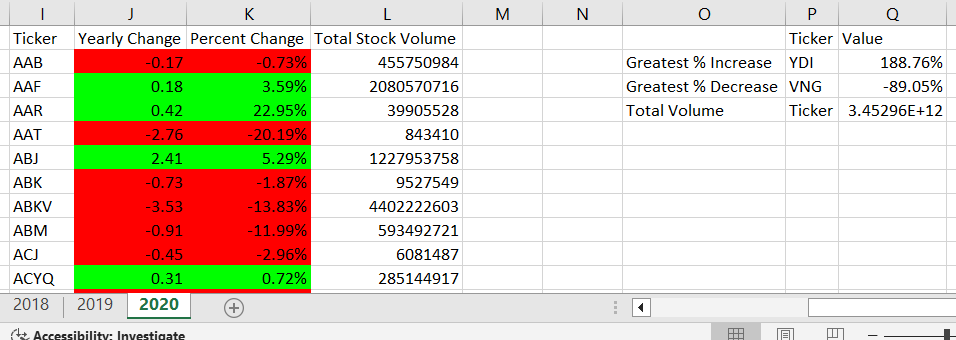 I J K L M N O P Q
Ticker Yearly Change Percent Change Total Stock Volume Ticker Value
AAB -0.17 -0.73% 455750984 Greatest % Increase YDI 188.76%
AAF 0.18 3.59% 2080570716 Greatest % Decrease VNG -89.05%
AAR 0.42 22.95% 39905528 Total Volume Ticker 3.45296E+12
AAT -2.76 -20.19% 843410
ABJ 2.41 5.29% 1227953758
ABK -0.73 -1.87% 9527549
ABKV -3.53 -13.83% 4402222603
ABM -0.91 -11.99% 593492721
ACJ -0.45 -2.96% 6081487
ACYQ 0.31 0.72% 285144917
2018 2019 2020
Accessibility: Investigate